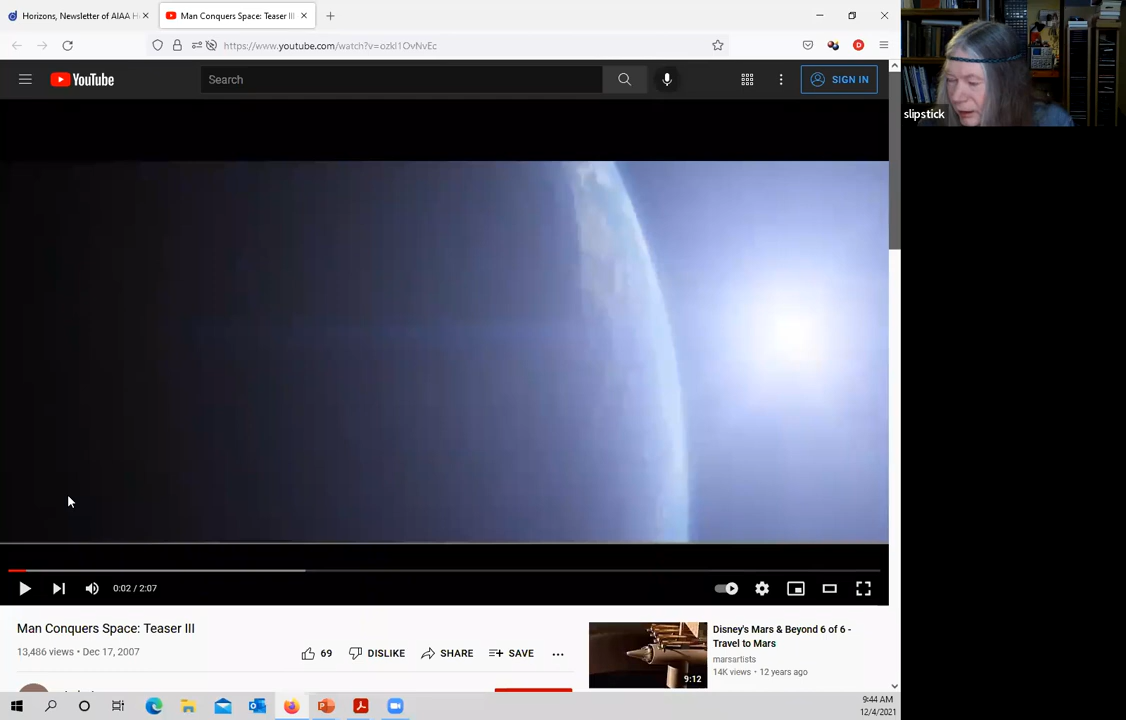 Horizons, Newsletter of AIAA H
Man Conquers Space: Teaser III
https://www.youtube.com/watch?v=ozkI1OvNvEc
YouTube
Search
SIGN IN
slipstick
0:02 / 2:07
Man Conquers Space: Teaser III
13,486 views • Dec 17, 2007
69
DISLIKE
SHARE
SAVE
Disney's Mars & Beyond 6 of 6 -
Travel to Mars
marsartists
14K views • 12 years ago
9:12
9:44 AM
12/4/2021